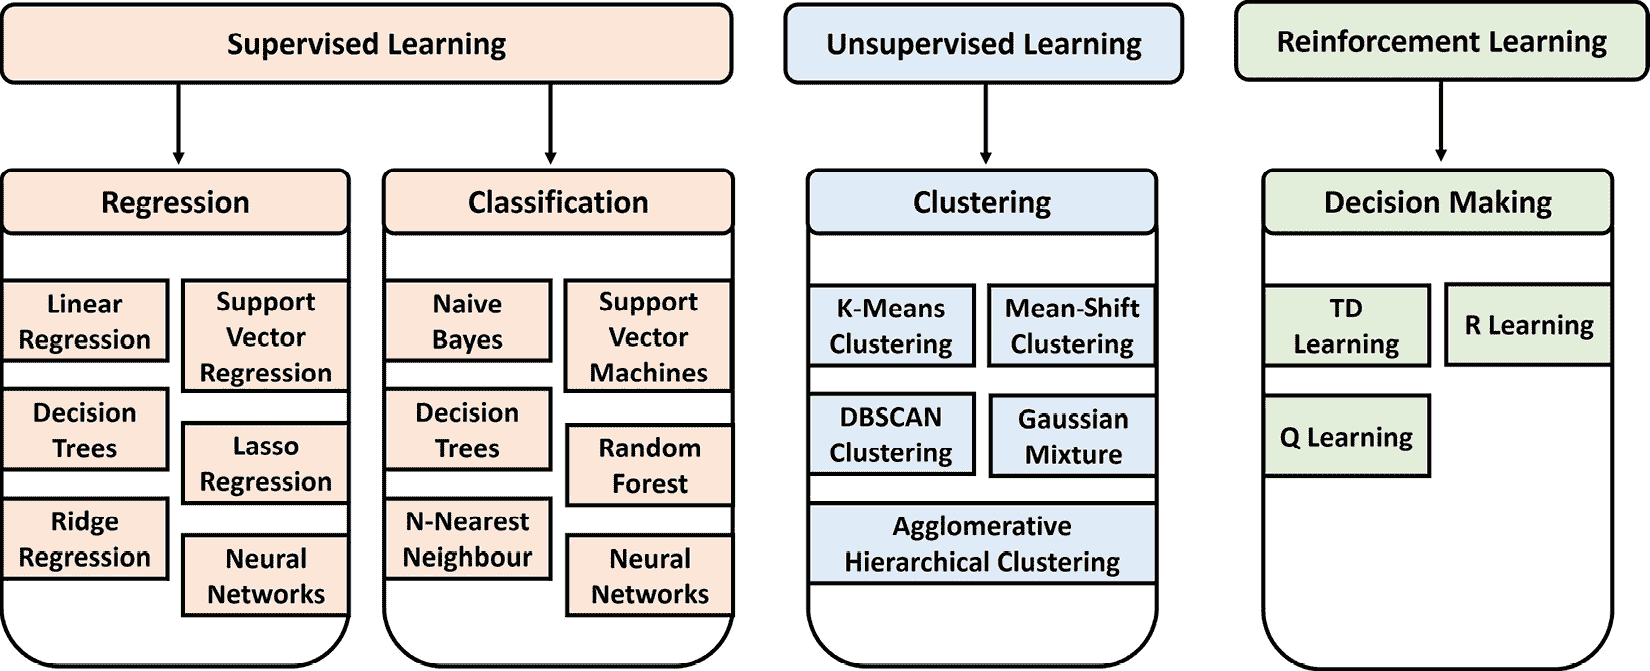 Supervised Learning
Unsupervised Learning
Reinforcement Learning
Regression
Classification
Clustering
Decision Making
Linear
Regression
Support
Vector
Regression
Decision
Trees
Lasso
Regression
Ridge
Regression
Neural
Networks
Naive
Bayes
Support
Vector
Machines
Decision
Trees
Random
Forest
N-Nearest
Neighbour
Neural
Networks
K-Means
Clustering
Mean-Shift
Clustering
DBSCAN
Clustering
Gaussian
Mixture
Agglomerative
Hierarchical Clustering
TD
Learning
R Learning
Q Learning